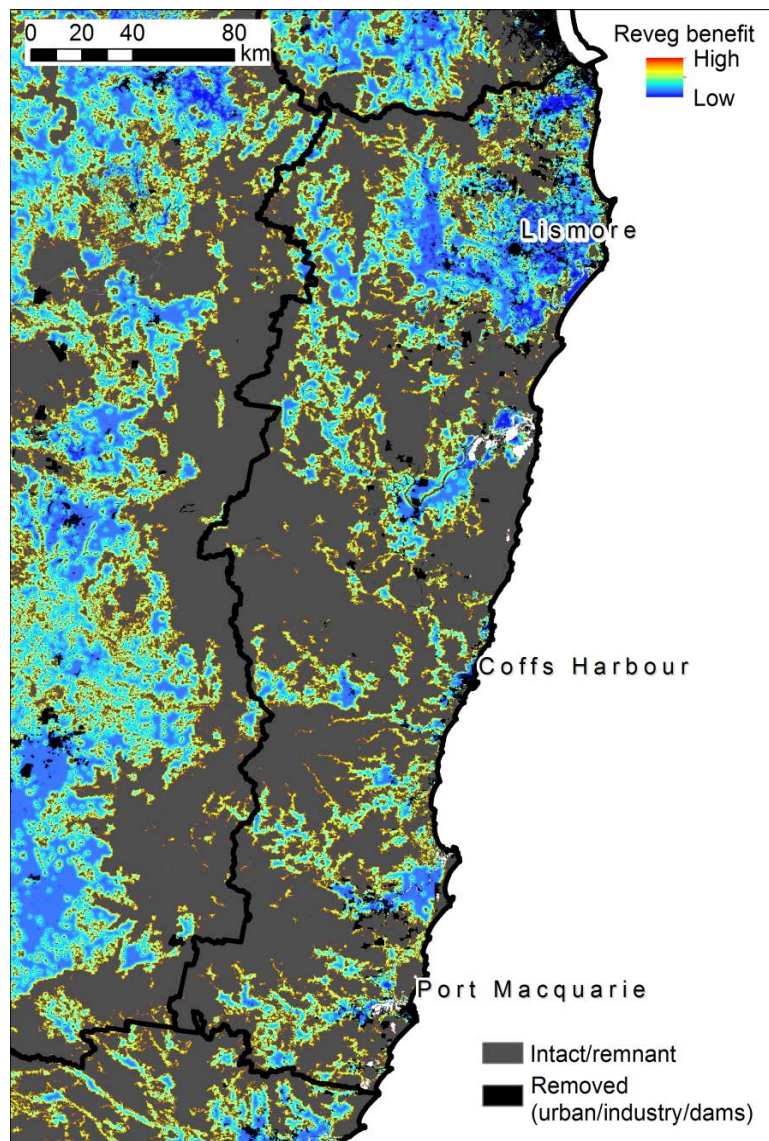 0 20 40 80
km
Reveg benefit
High
Low
Lismore
Coffs Harbour
Port Macquarie
Intact/remnant
Removed
(urban/industry/dams)